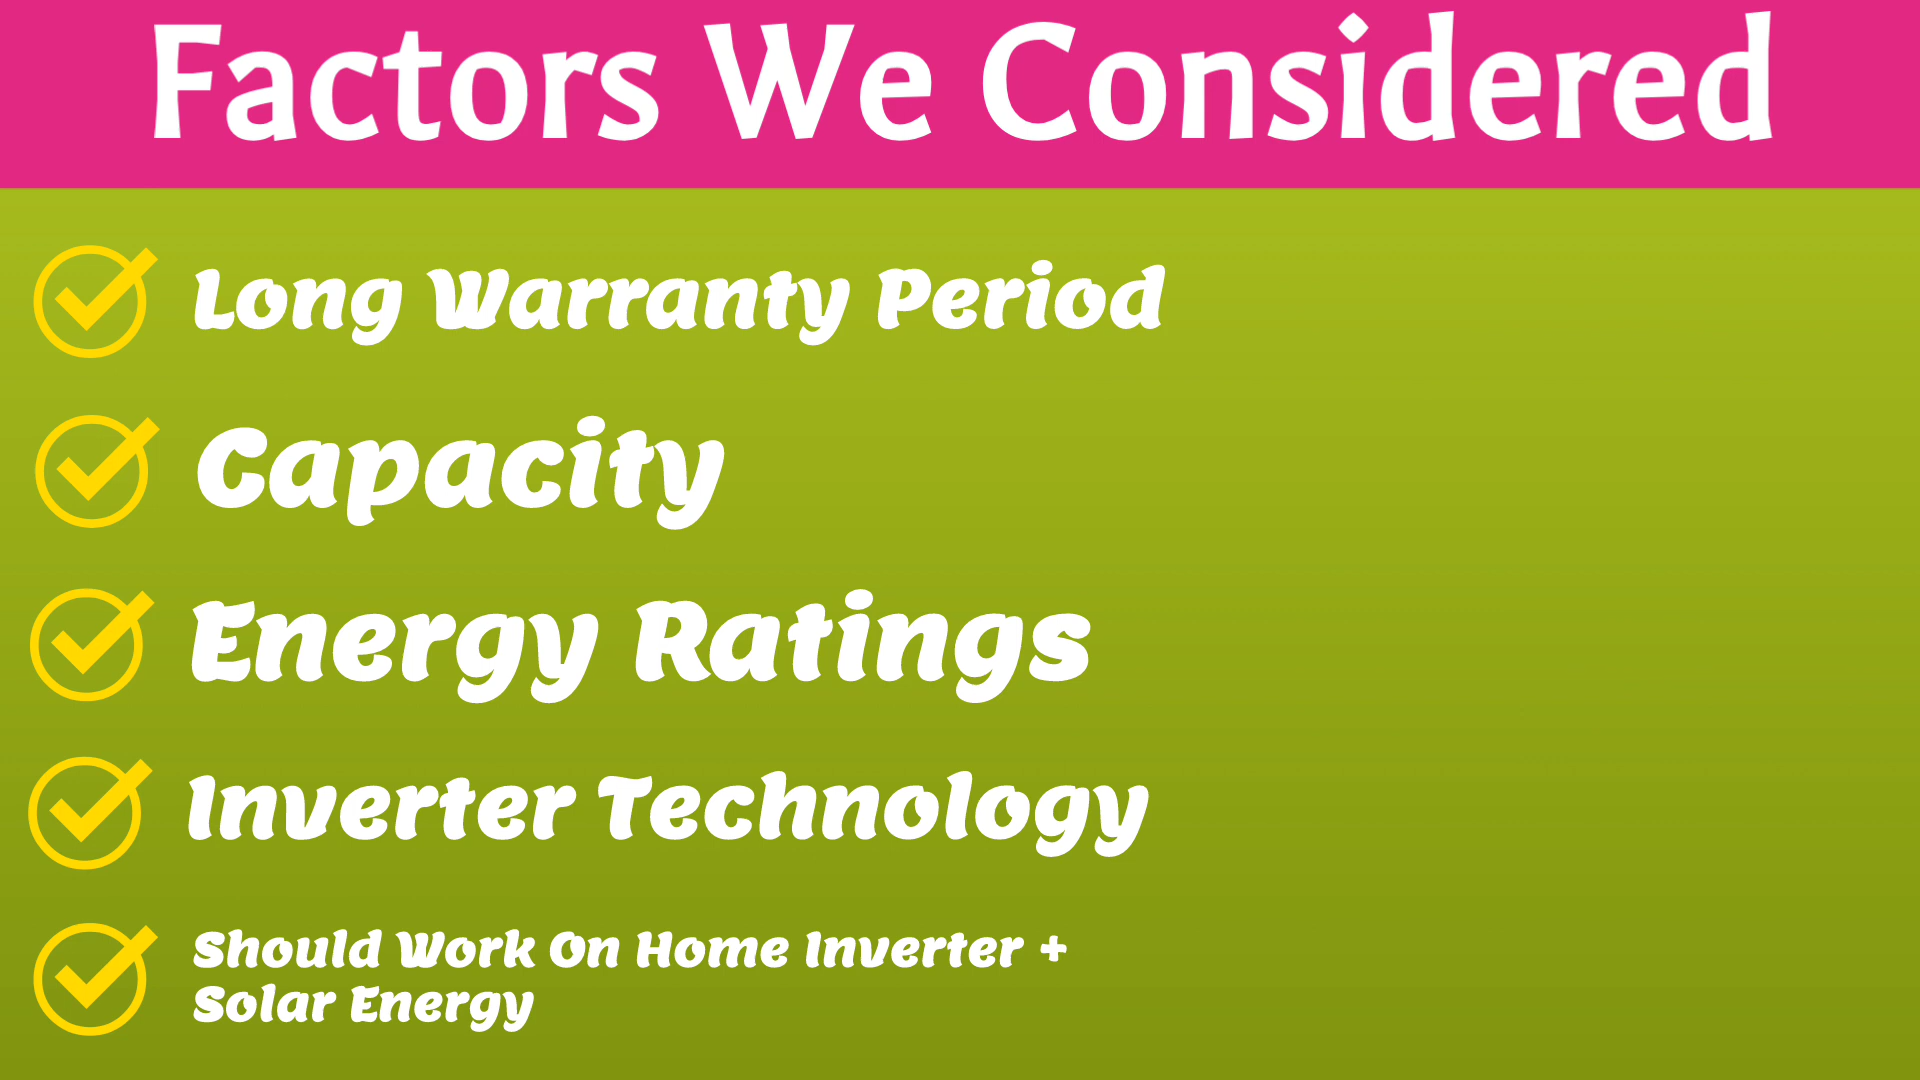 Factors We Considered
Long Warranty Period
Capacity
Energy Ratings
Inverter Technology
Should Work On Home Inverter +
Solar Energy